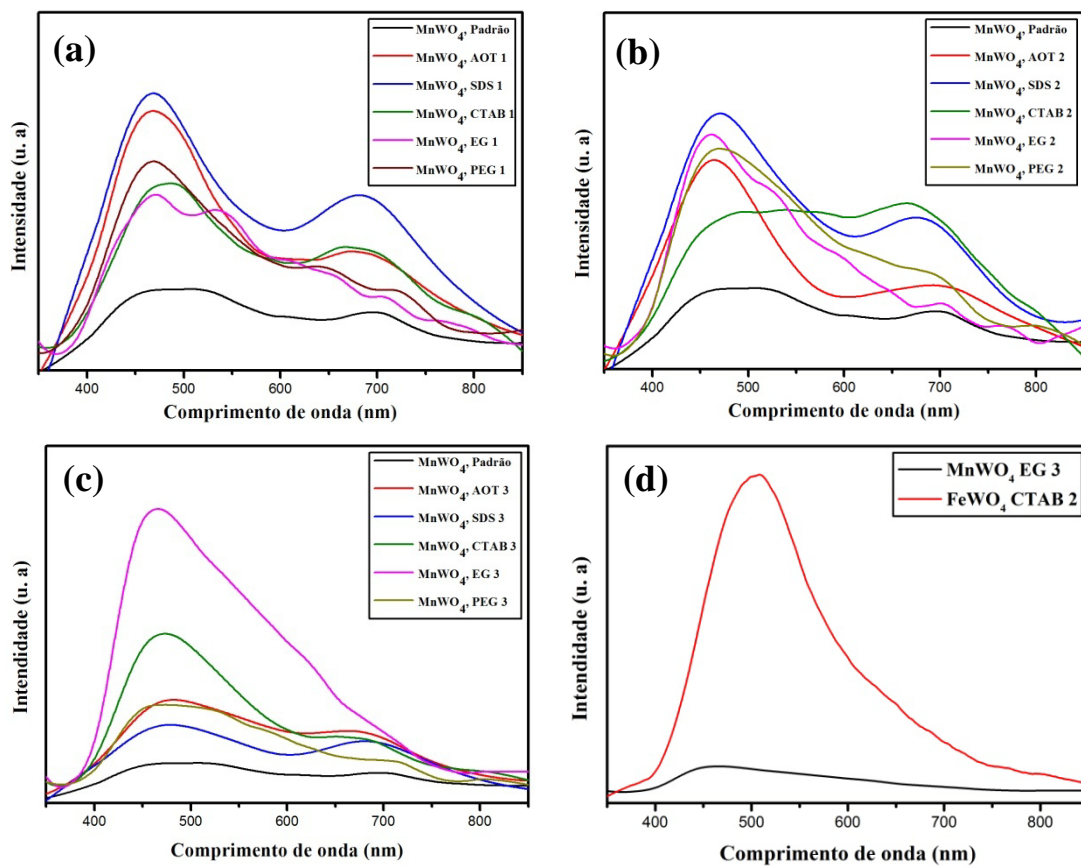 (a)
MnWO4, Padrão
MnWO4, AOT 1
MnWO4, SDS 1
MnWO4, CTAB 1
MnWO4, EG 1
MnWO4, PEG 1
Intensidade (u. a)
400 500 600 700 800
Comprimento de onda (nm)
(b)
MnWO4, Padrão
MnWO4, AOT 2
MnWO4, SDS 2
MnWO4, CTAB 2
MnWO4, EG 2
MnWO4, PEG 2
Intensidade (u. a)
400 500 600 700 800
Comprimento de onda (nm)
(c)
MnWO4, Padrão
MnWO4, AOT 3
MnWO4, SDS 3
MnWO4, CTAB 3
MnWO4, EG 3
MnWO4, PEG 3
Intendidade (u. a)
400 500 600 700 800
Comprimento de onda (nm)
(d)
MnWO4 EG 3
FeWO4 CTAB 2
Intendidade (u. a)
400 500 600 700 800
Comprimento de onda (nm)